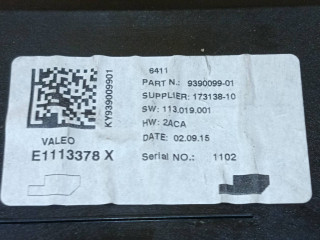 KY939009901
VALEO
E1113378 X
6411
PART N.: 9390099-01
SUPPLIER: 173138-10
SW: 113.019.001
HW: 2ACA
DATE: 02.09.15
Serial NO.: 1102